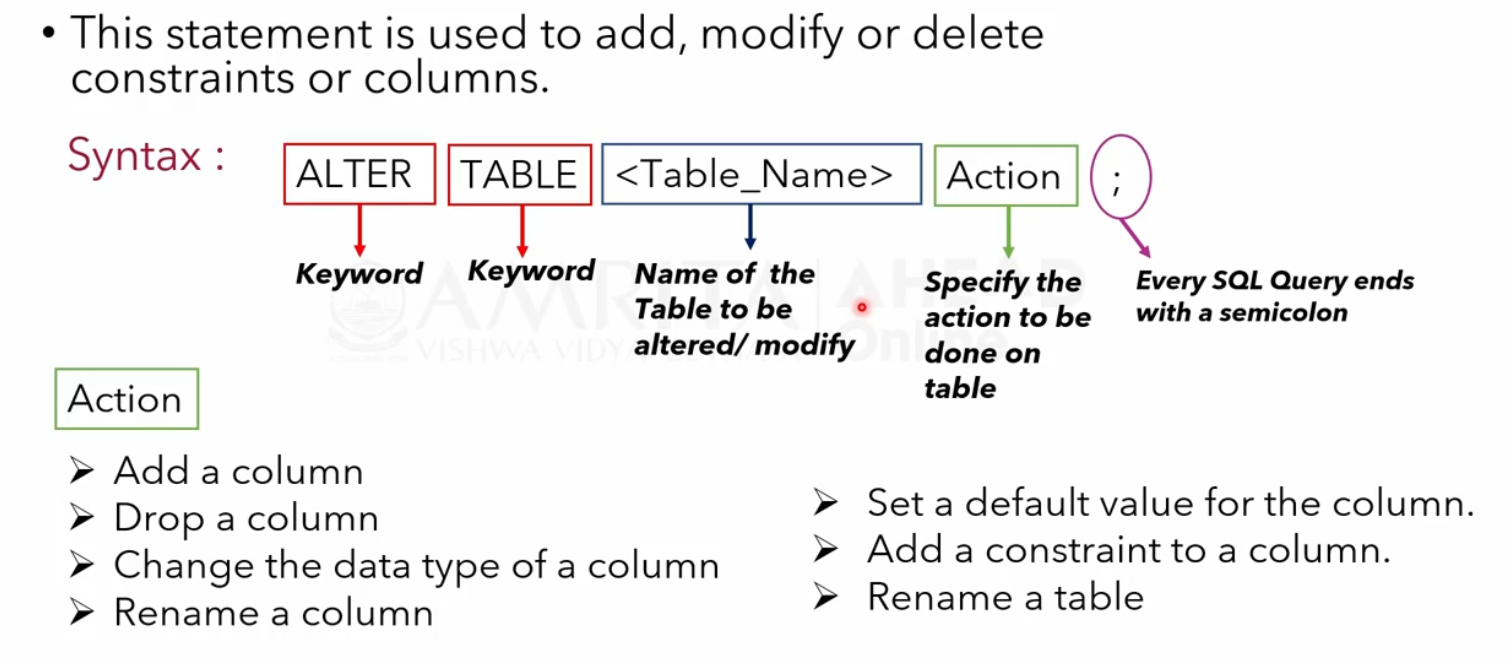 • This statement is used to add, modify or delete
constraints or columns.
Syntax :
ALTER TABLE <Table_Name> Action ;
Keyword
Keyword
Name of the
Table to be
altered/ modify
Specify the
action to be
done on
table
Every SQL Query ends
with a semicolon
AMRITA
VISHWA VIDYA
AHEAD
Online
Action
➢ Add a column
➢ Drop a column
➢ Change the data type of a column
➢ Rename a column
➢ Set a default value for the column.
➢ Add a constraint to a column.
➢ Rename a table